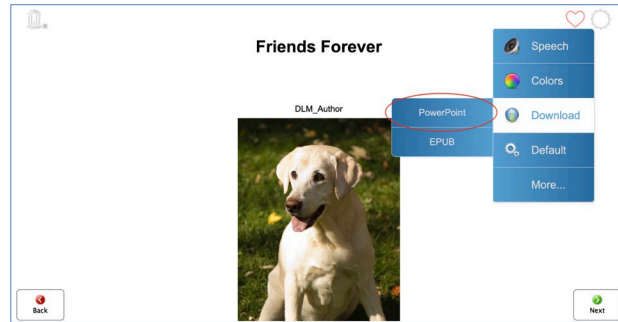 Friends Forever
DLM_Author
Speech
Colors
Download
Default
More...
PowerPoint
EPUB
Back
Next